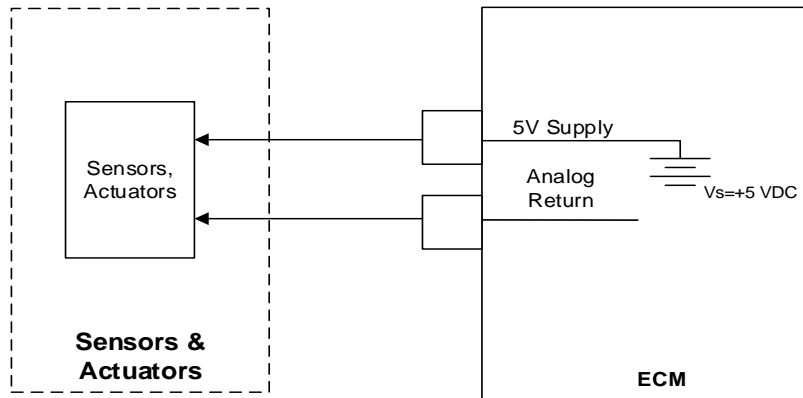 Sensors,
Actuators
Sensors &
Actuators
5V Supply
Analog
Return
Vs=+5 VDC
ECM